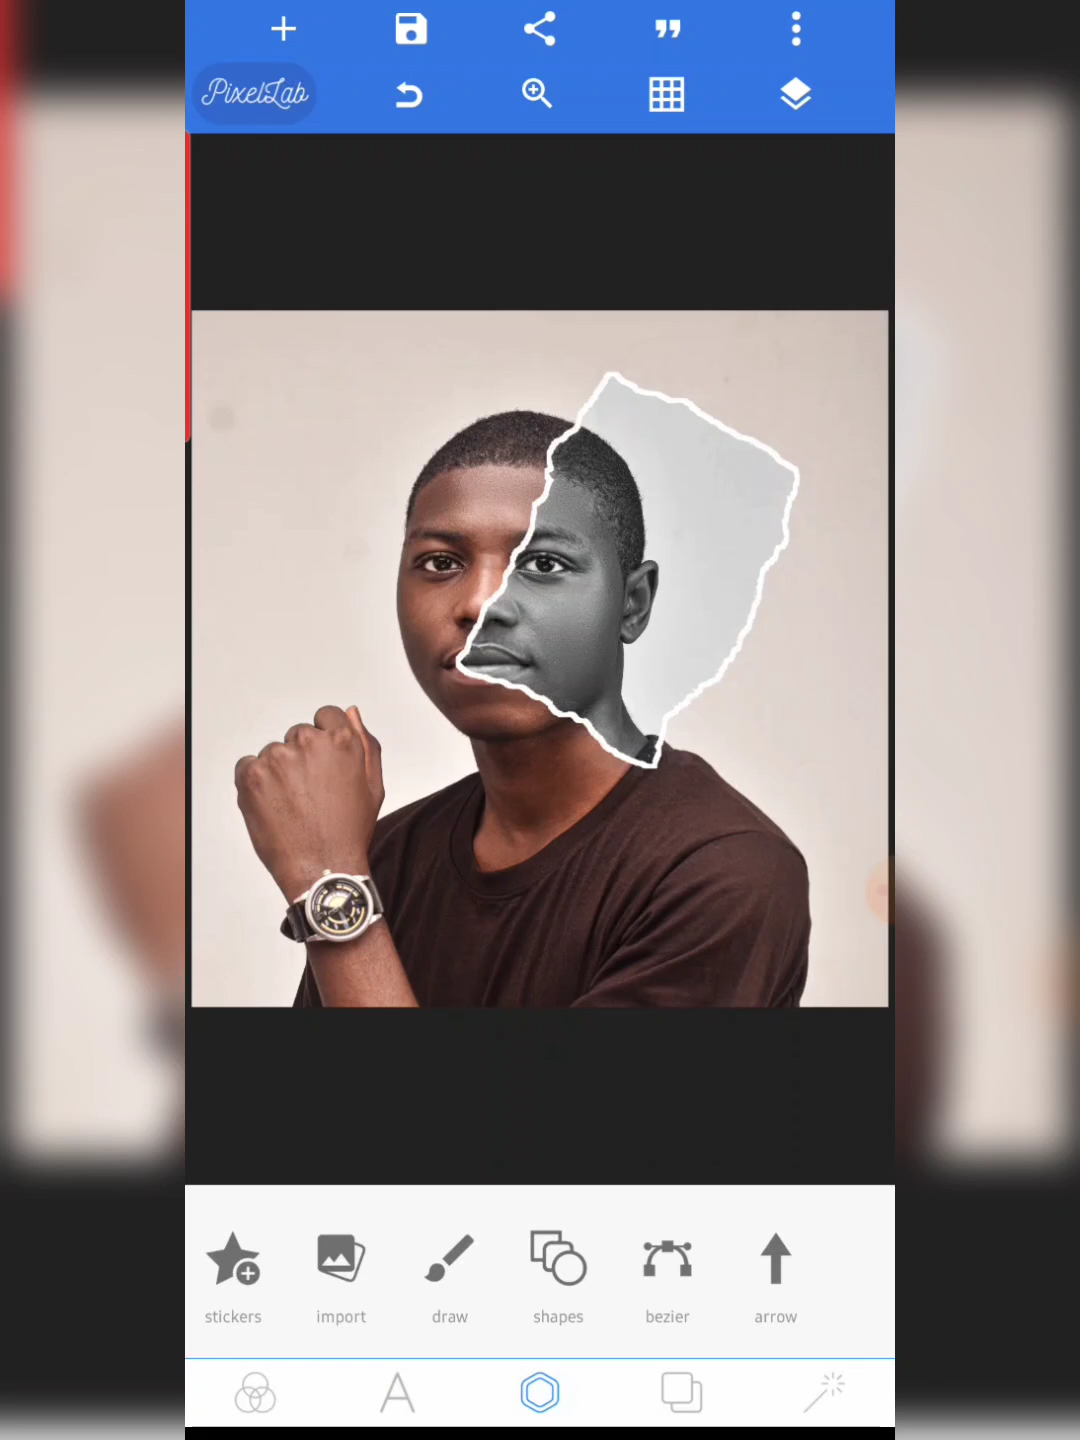 PixelLab
stickers
import
draw
shapes
bezier
arrow